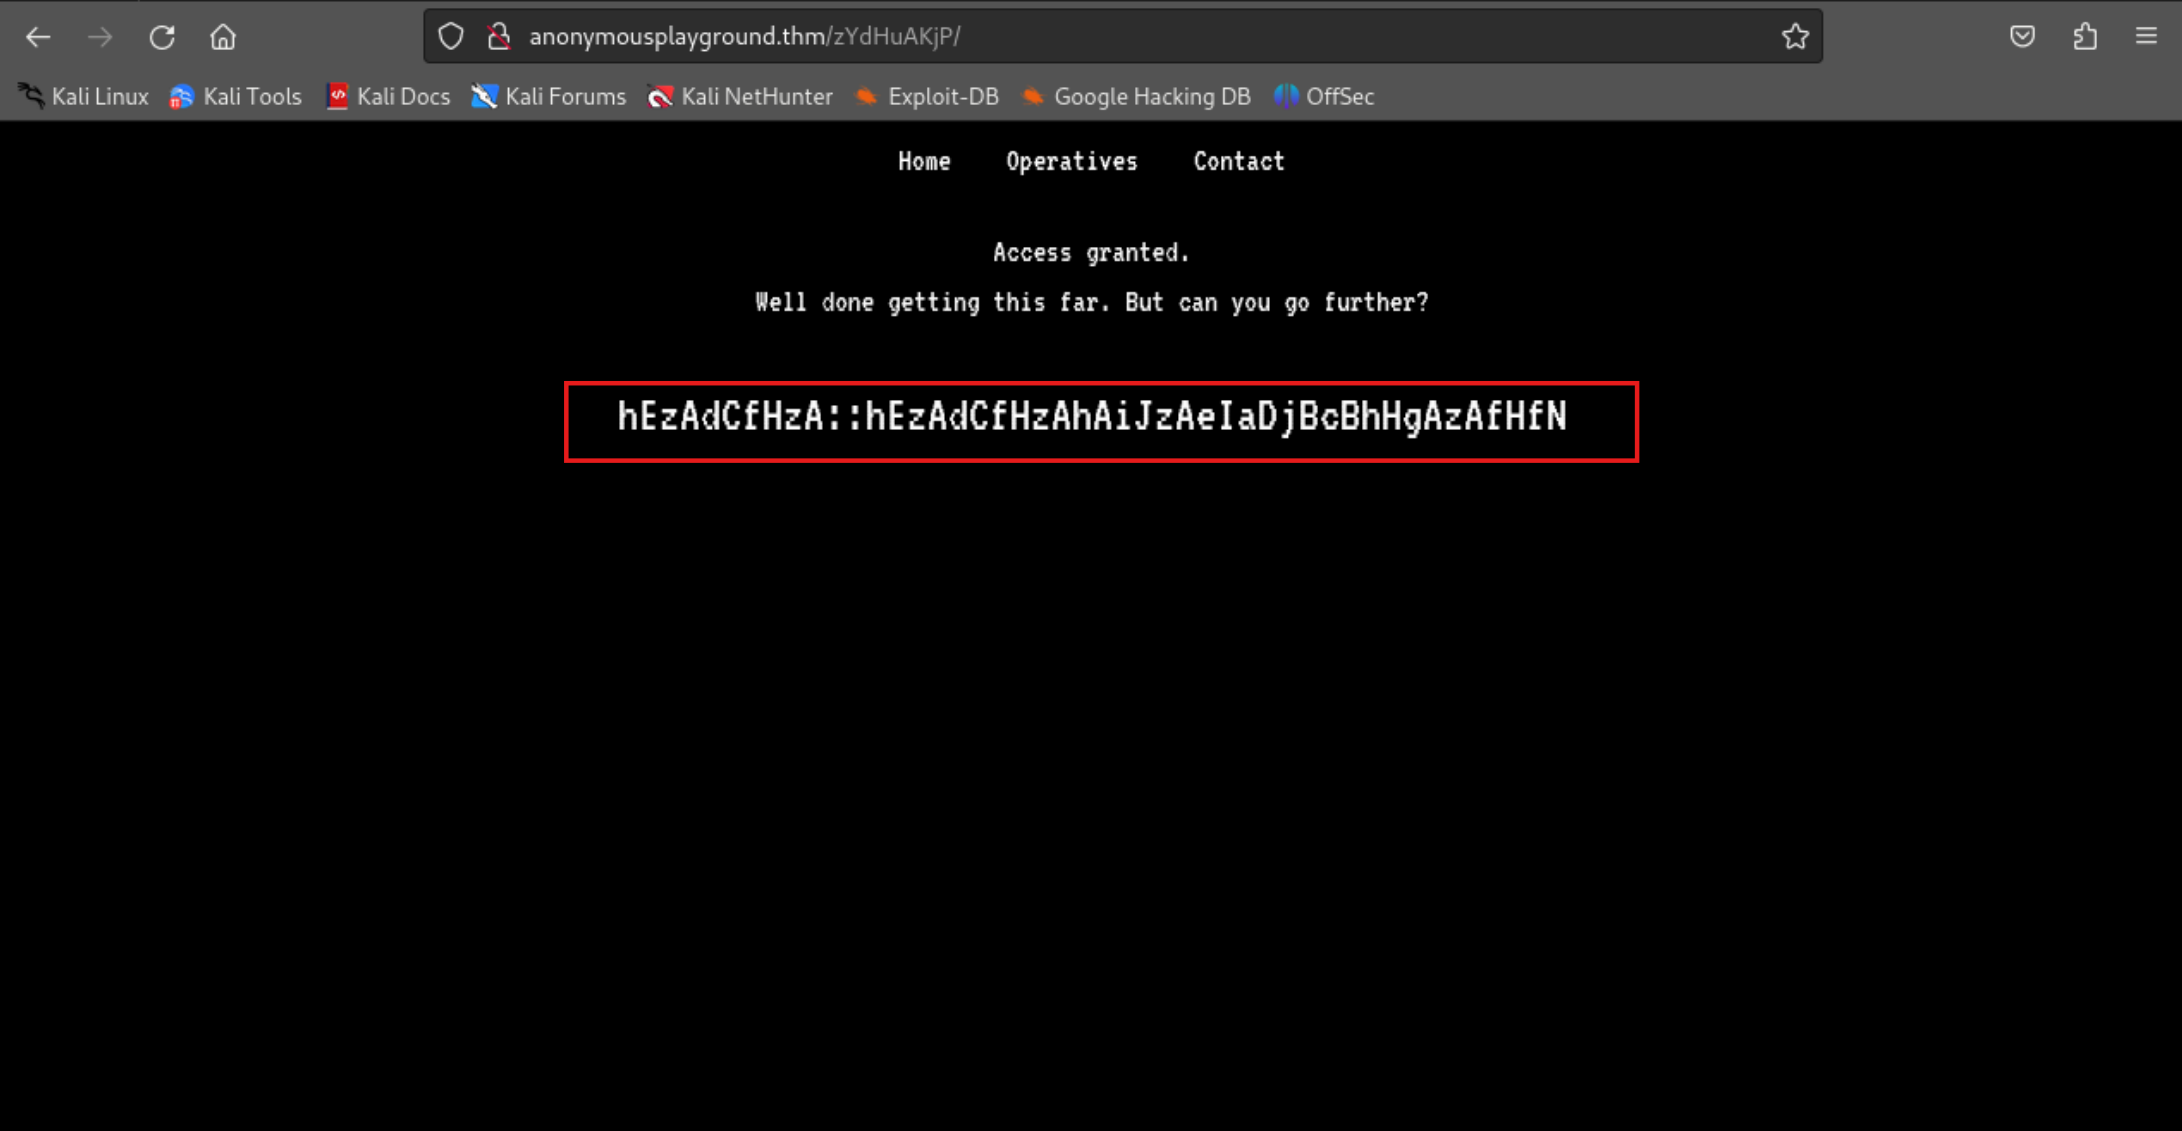 anonymousplayground.thm/zYdHuAKjP/
Kali Linux Kali Tools Kali Docs Kali Forums Kali NetHunter Exploit-DB Google Hacking DB OffSec
Home Operatives Contact
Access granted.
Well done getting this far. But can you go further?
hEzAdCfHzA::hEzAdCfHzAhAiJzAeIaDjBcBhHgAzAfHfN